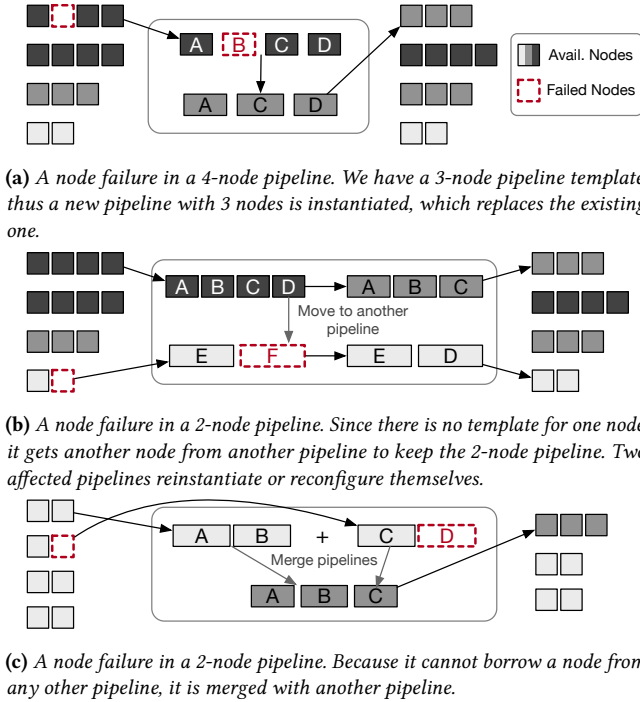 A B C D
A C D
Avail. Nodes
Failed Nodes
(a) A node failure in a 4-node pipeline. We have a 3-node pipeline template
thus a new pipeline with 3 nodes is instantiated, which replaces the existing
one.
A B C D
A B C
Move to another
pipeline
E F
E D
(b) A node failure in a 2-node pipeline. Since there is no template for one node
it gets another node from another pipeline to keep the 2-node pipeline. Two
affected pipelines reinstantiate or reconfigure themselves.
A B + C D
Merge pipelines
A B C
(c) A node failure in a 2-node pipeline. Because it cannot borrow a node from
any other pipeline, it is merged with another pipeline.